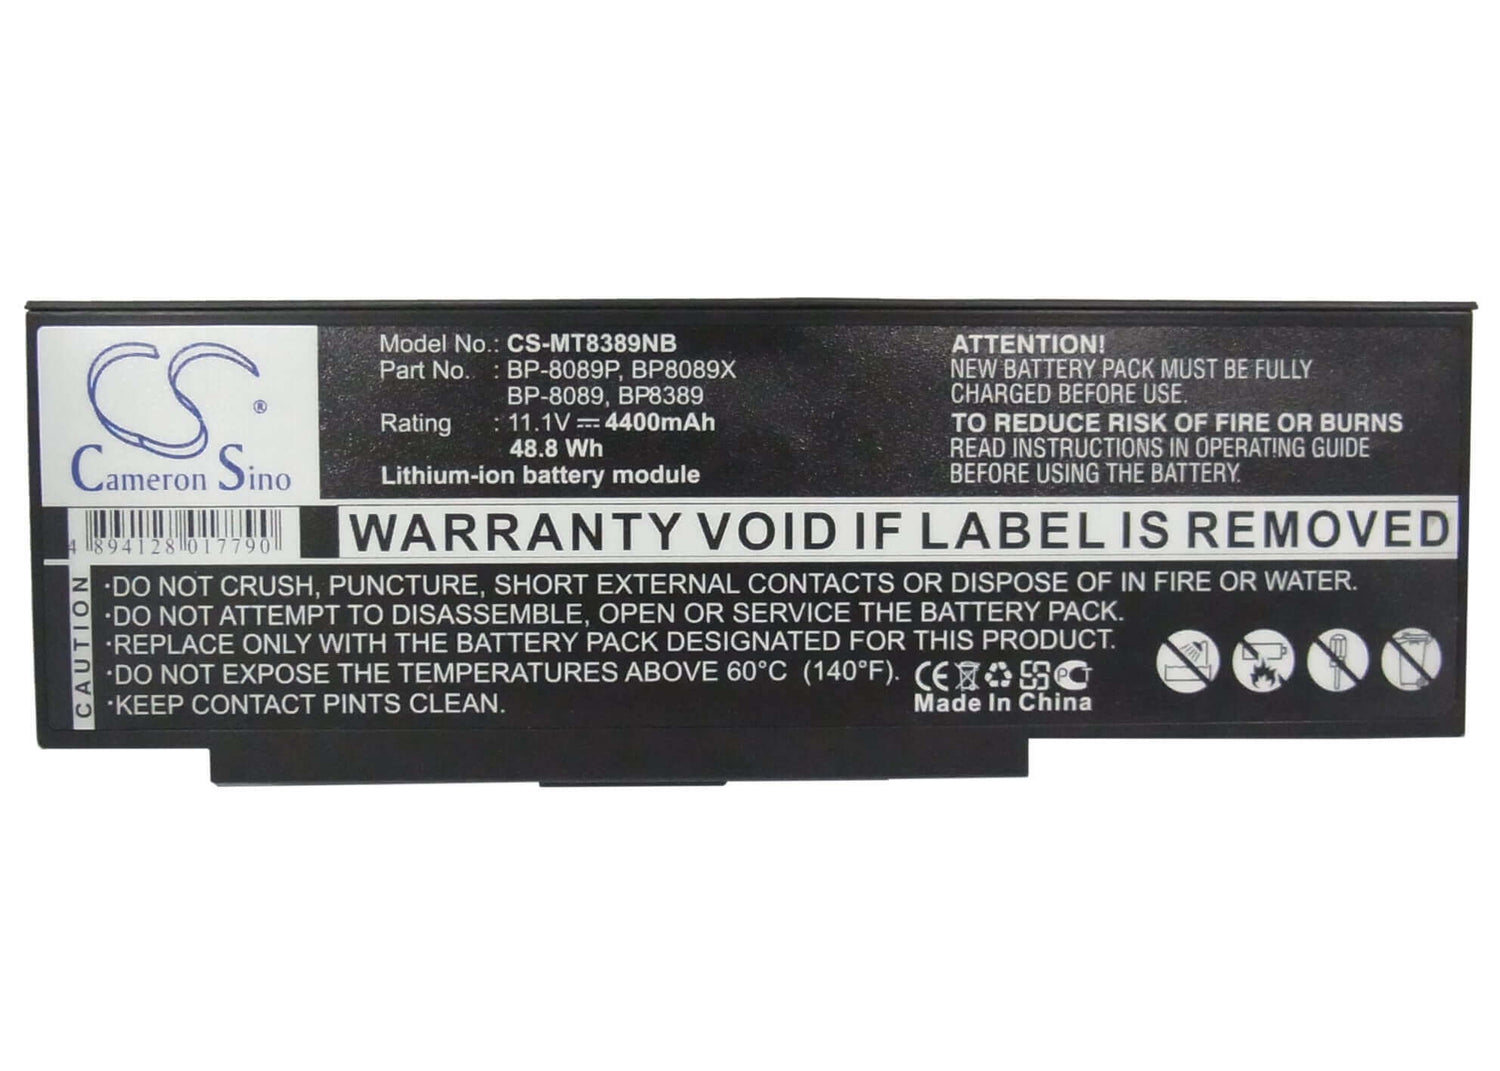 CS ®
Cameron Sino
Model No.: CS-MT8389NB
Part No. : BP-8089P, BP8089X
BP-8089, BP8389
Rating : 11.1V ⎓ 4400mAh
48.8 Wh
Lithium-ion battery module
ATTENTION!
NEW BATTERY PACK MUST BE FULLY
CHARGED BEFORE USE.
TO REDUCE RISK OF FIRE OR BURNS
READ INSTRUCTIONS IN OPERATING GUIDE
BEFORE USING THE BATTERY.
4 894128 017790
WARRANTY VOID IF LABEL IS REMOVED
CAUTION
·DO NOT CRUSH, PUNCTURE, SHORT EXTERNAL CONTACTS OR DISPOSE OF IN FIRE OR WATER.
·DO NOT ATTEMPT TO DISASSEMBLE, OPEN OR SERVICE THE BATTERY PACK.
·REPLACE ONLY WITH THE BATTERY PACK DESIGNATED FOR THIS PRODUCT.
·DO NOT EXPOSE THE TEMPERATURES ABOVE 60°C (140°F).
·KEEP CONTACT PINTS CLEAN.
CE
Made In China